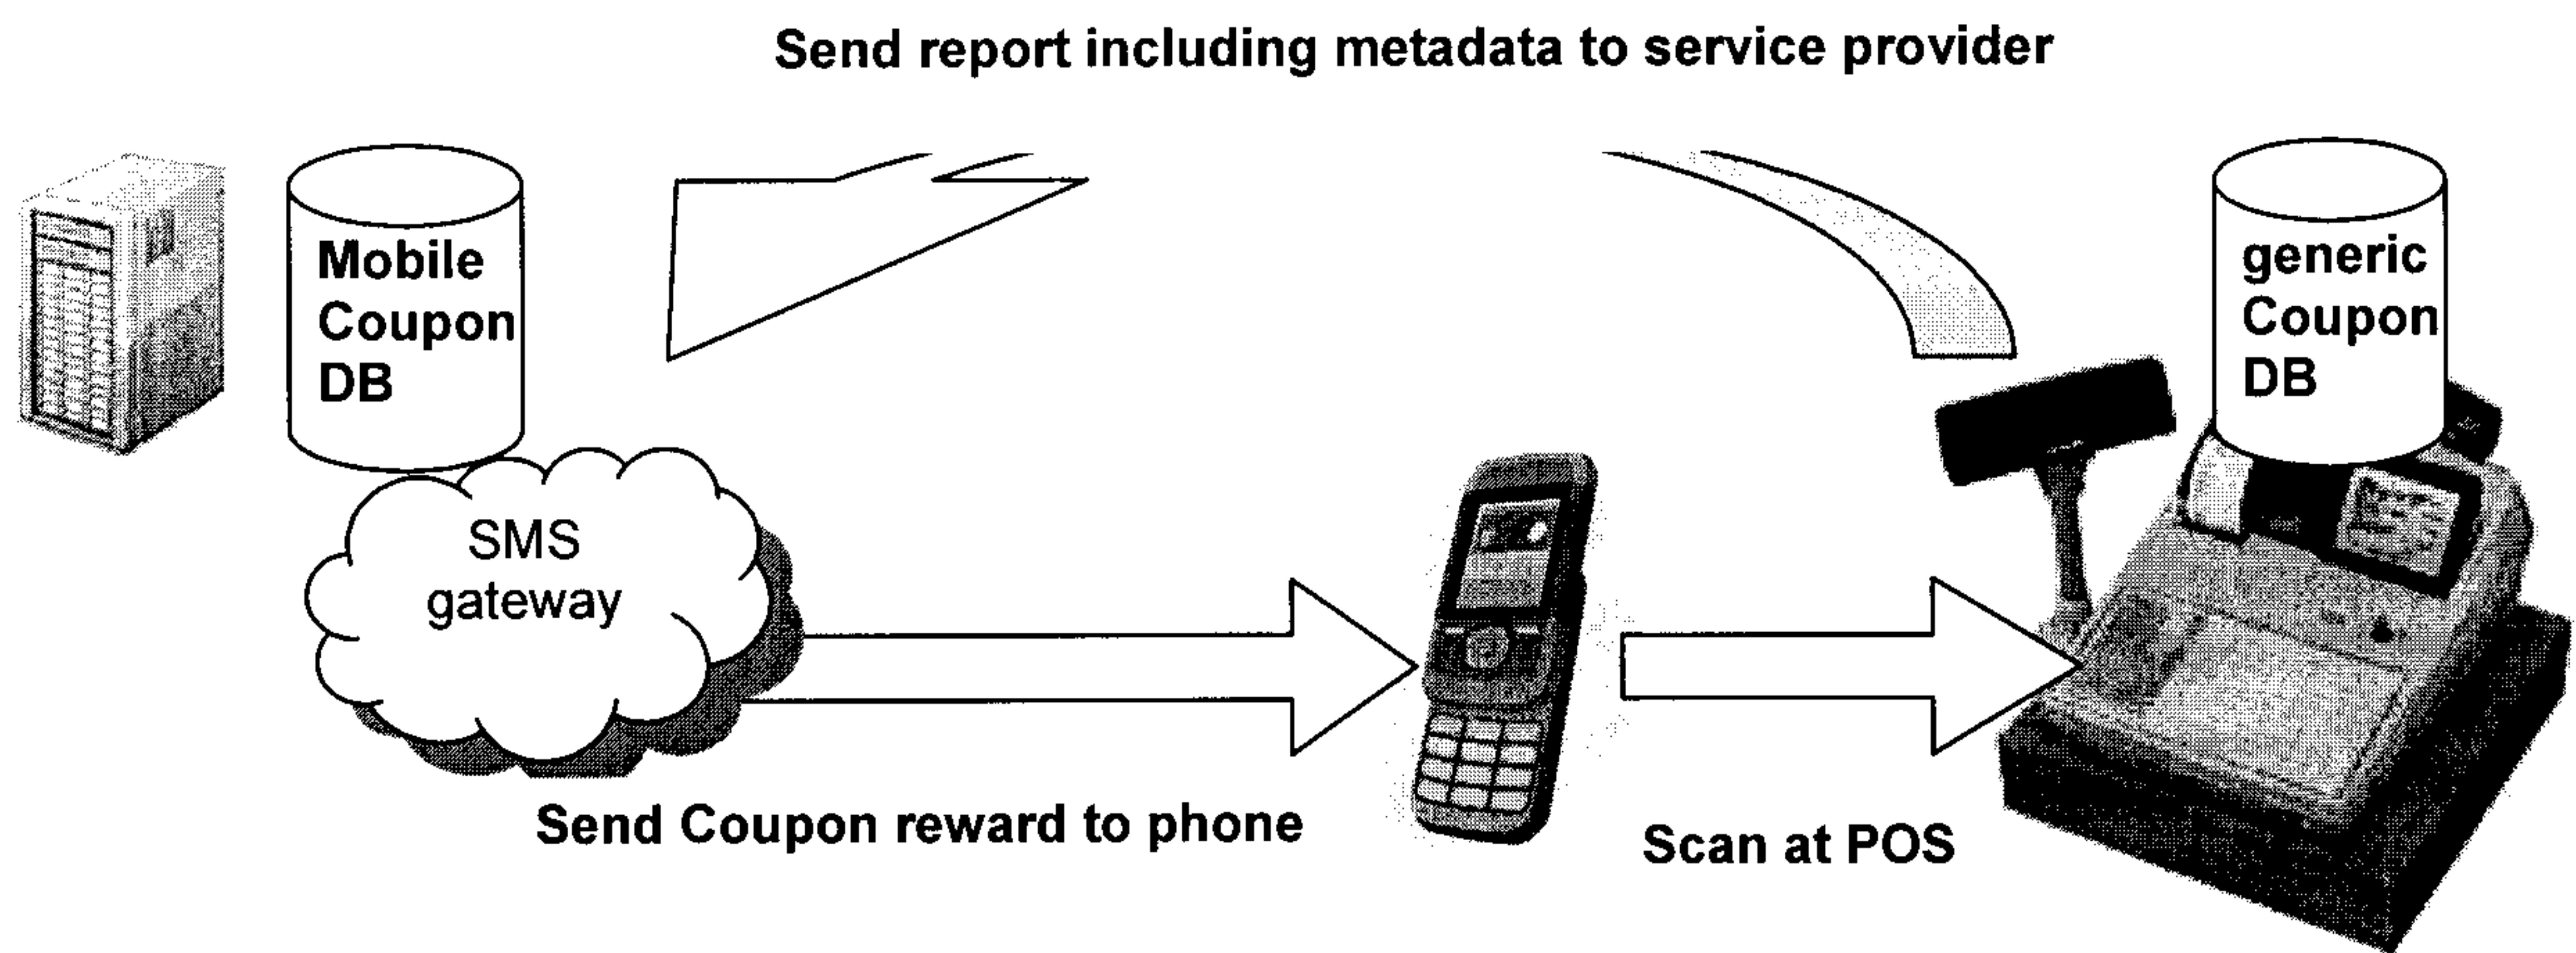 Send report including metadata to service provider
Mobile
Coupon
DB
generic
Coupon
DB
SMS
gateway
Send Coupon reward to phone
Scan at POS